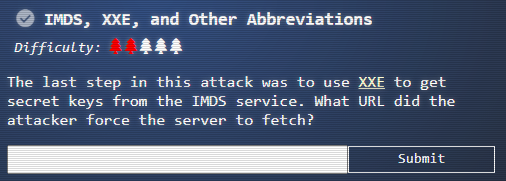 IMDS, XXE, and Other Abbreviations
Difficulty:
The last step in this attack was to use XXE to get
secret keys from the IMDS service. What URL did the
attacker force the server to fetch?
Submit